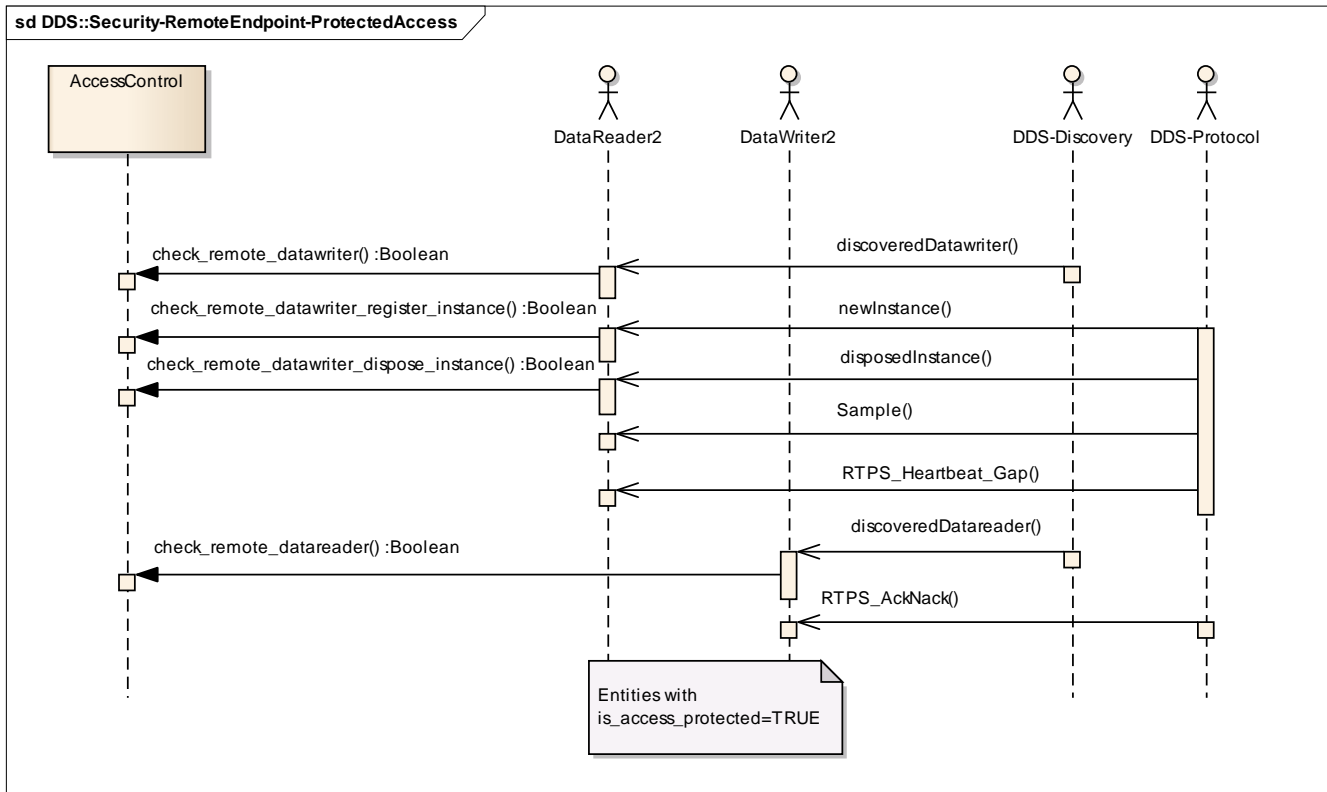 sd DDS::Security-RemoteEndpoint-ProtectedAccess
AccessControl
DataReader2
DataWriter2
DDS-Discovery
DDS-Protocol
discoveredDatawriter()
check_remote_datawriter() :Boolean
check_remote_datawriter_register_instance() :Boolean
newInstance()
check_remote_datawriter_dispose_instance() :Boolean
disposedInstance()
Sample()
RTPS_Heartbeat_Gap()
discoveredDatareader()
check_remote_datareader() :Boolean
RTPS_AckNack()
Entities with
is_access_protected=TRUE